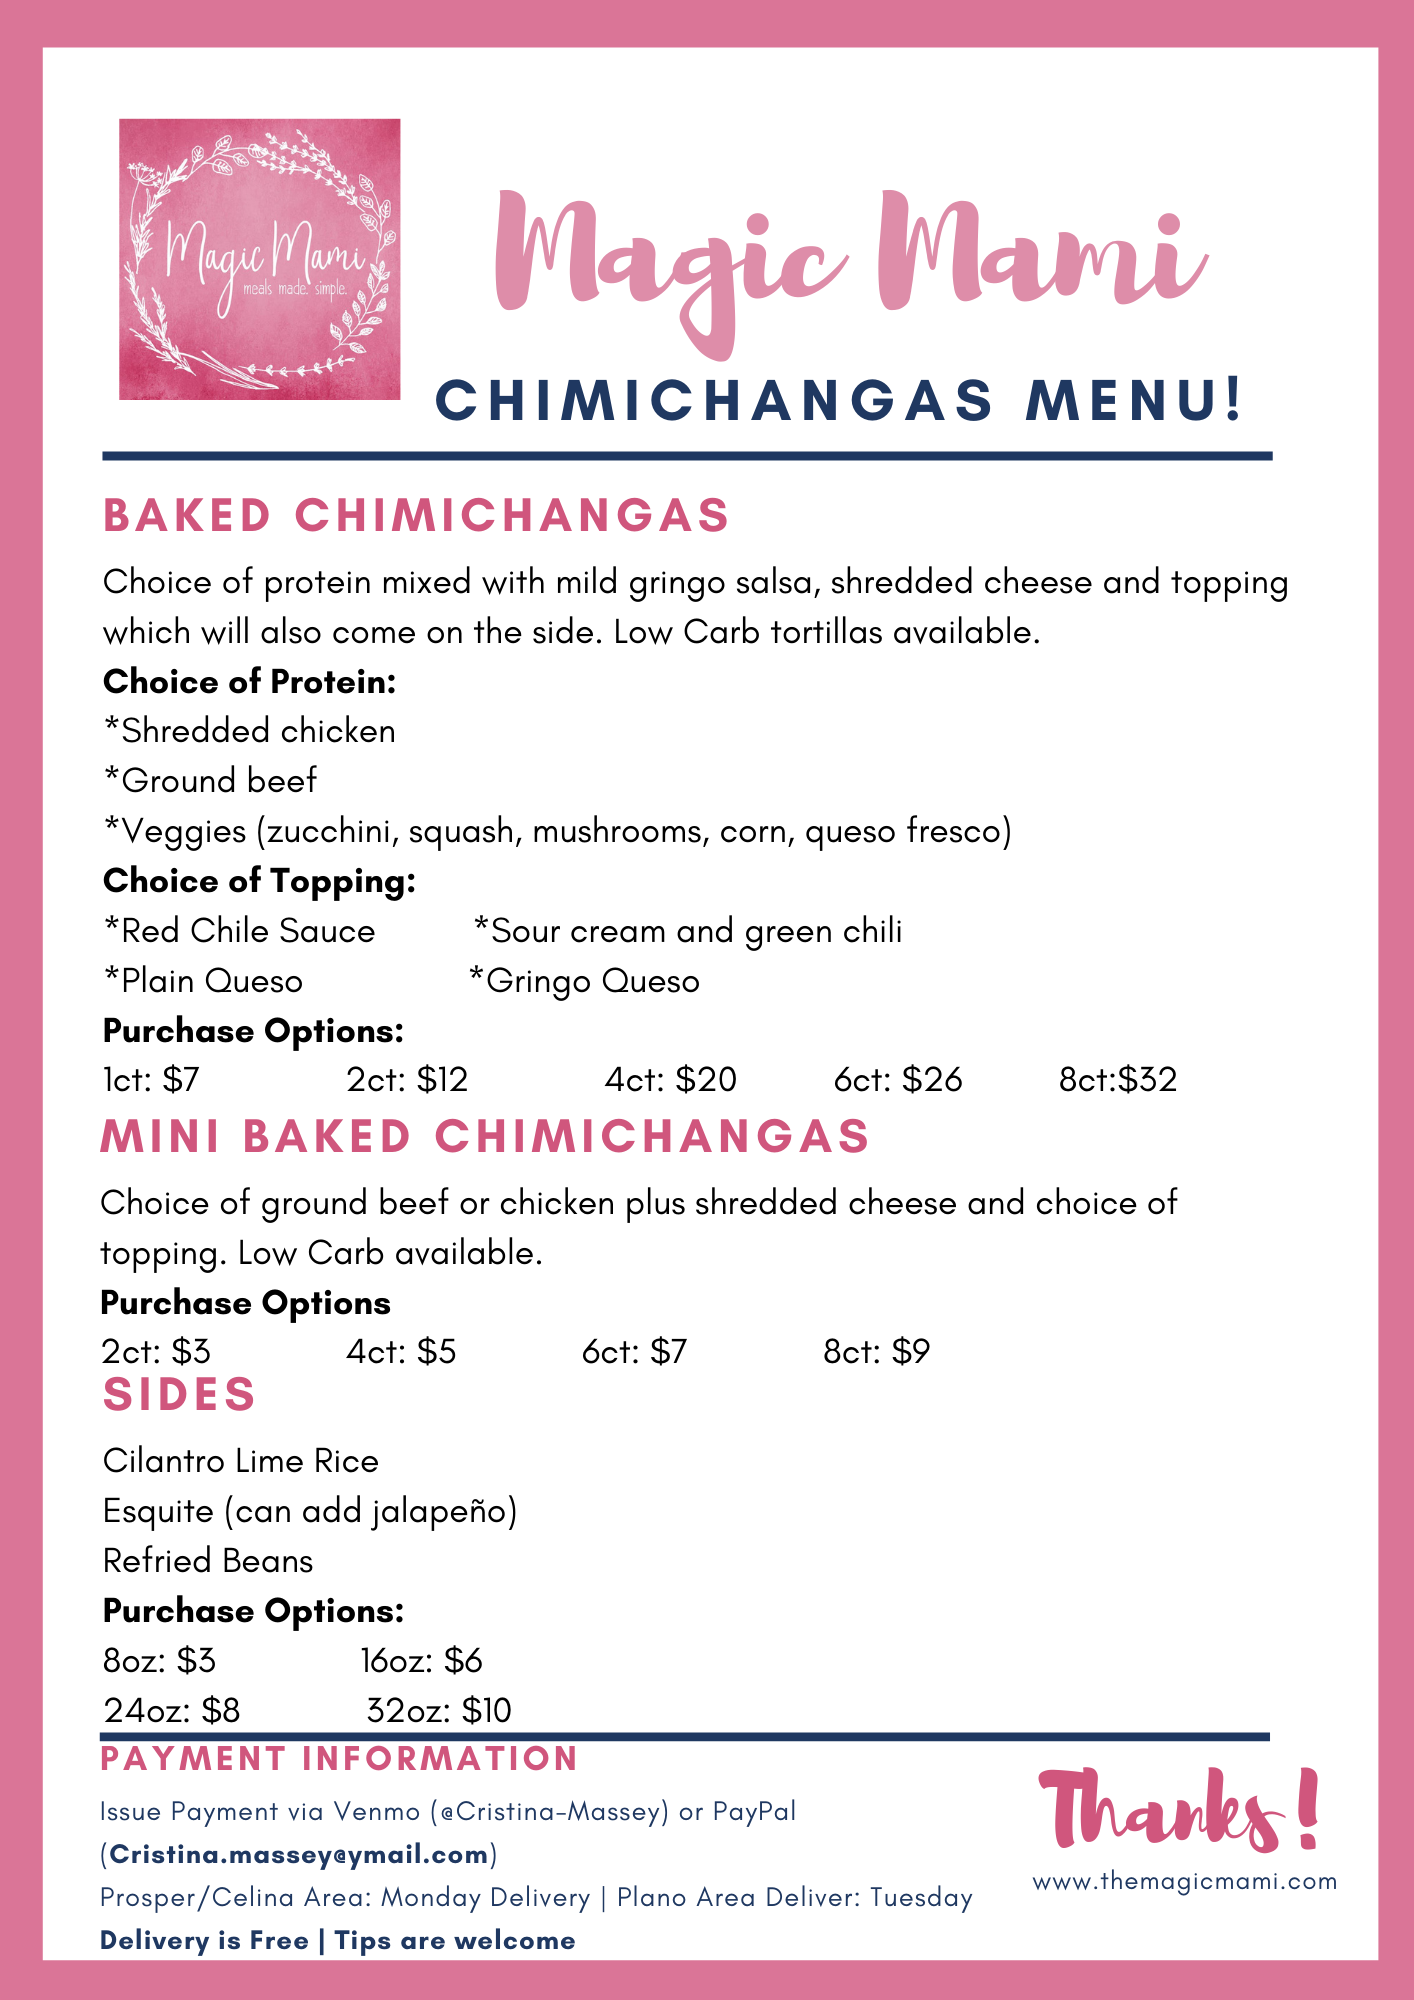 Magic Mami
meals made. simple.
Magic Mami
CHIMICHANGAS MENU!
BAKED CHIMICHANGAS
Choice of protein mixed with mild gringo salsa, shredded cheese and topping
which will also come on the side. Low Carb tortillas available.
Choice of Protein:
*Shredded chicken
*Ground beef
*Veggies (zucchini, squash, mushrooms, corn, queso fresco)
Choice of Topping:
*Red Chile Sauce *Sour cream and green chili
*Plain Queso *Gringo Queso
Purchase Options:
1ct: $7 2ct: $12 4ct: $20 6ct: $26 8ct:$32
MINI BAKED CHIMICHANGAS
Choice of ground beef or chicken plus shredded cheese and choice of
topping. Low Carb available.
Purchase Options
2ct: $3 4ct: $5 6ct: $7 8ct: $9
SIDES
Cilantro Lime Rice
Esquite (can add jalapeño)
Refried Beans
Purchase Options:
8oz: $3 16oz: $6
24oz: $8 32oz: $10
PAYMENT INFORMATION
Issue Payment via Venmo (@Cristina-Massey) or PayPal
(Cristina.massey@ymail.com)
Prosper/Celina Area: Monday Delivery | Plano Area Deliver: Tuesday
Delivery is Free | Tips are welcome
Thanks!
www.themagicmami.com